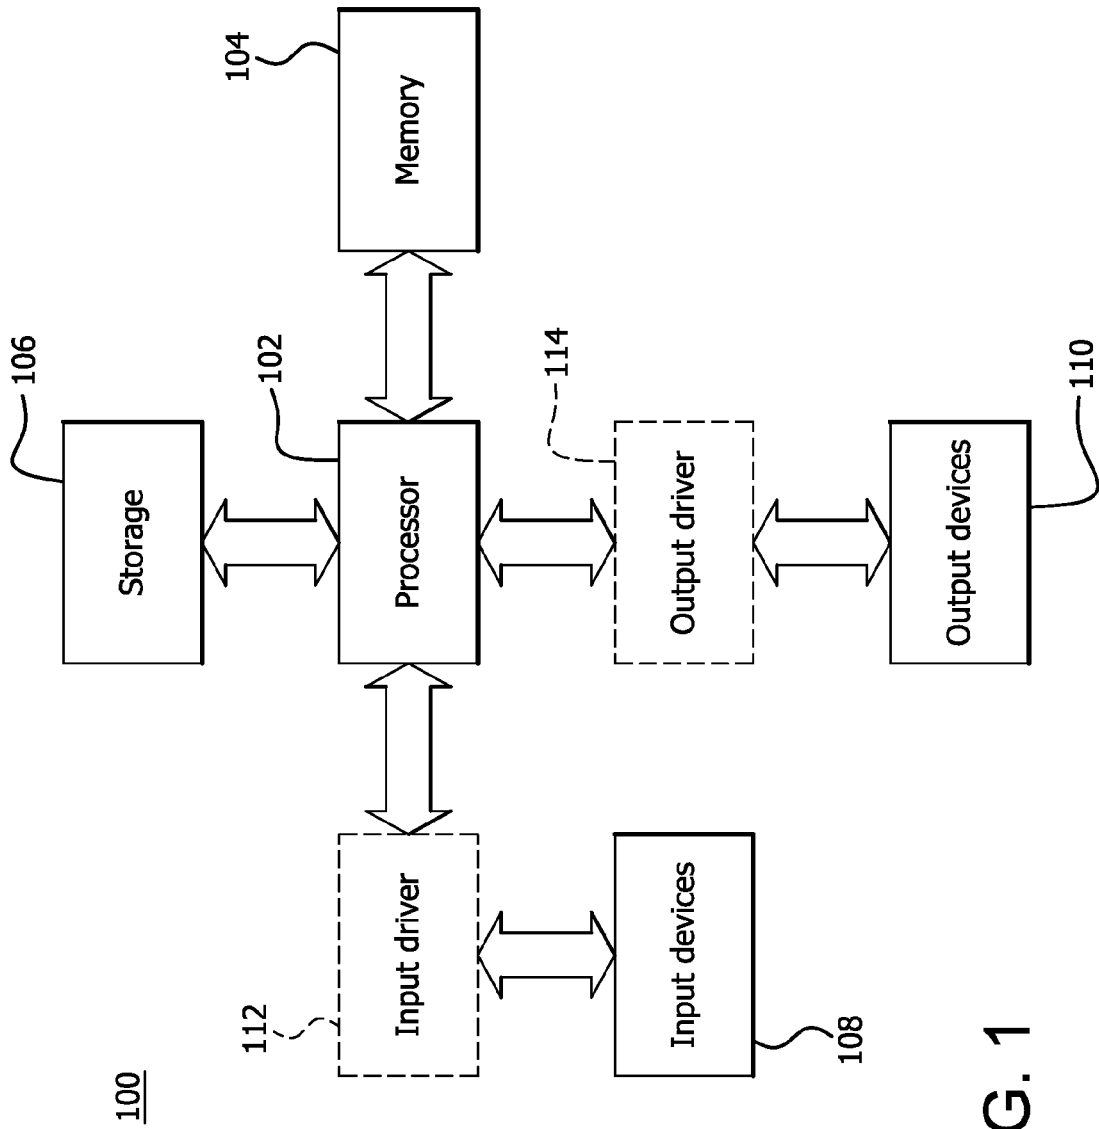 106
100
Storage
104
112
102
Input driver
Processor
Memory
114
Input devices
Output driver
108
Output devices
G. 1
110